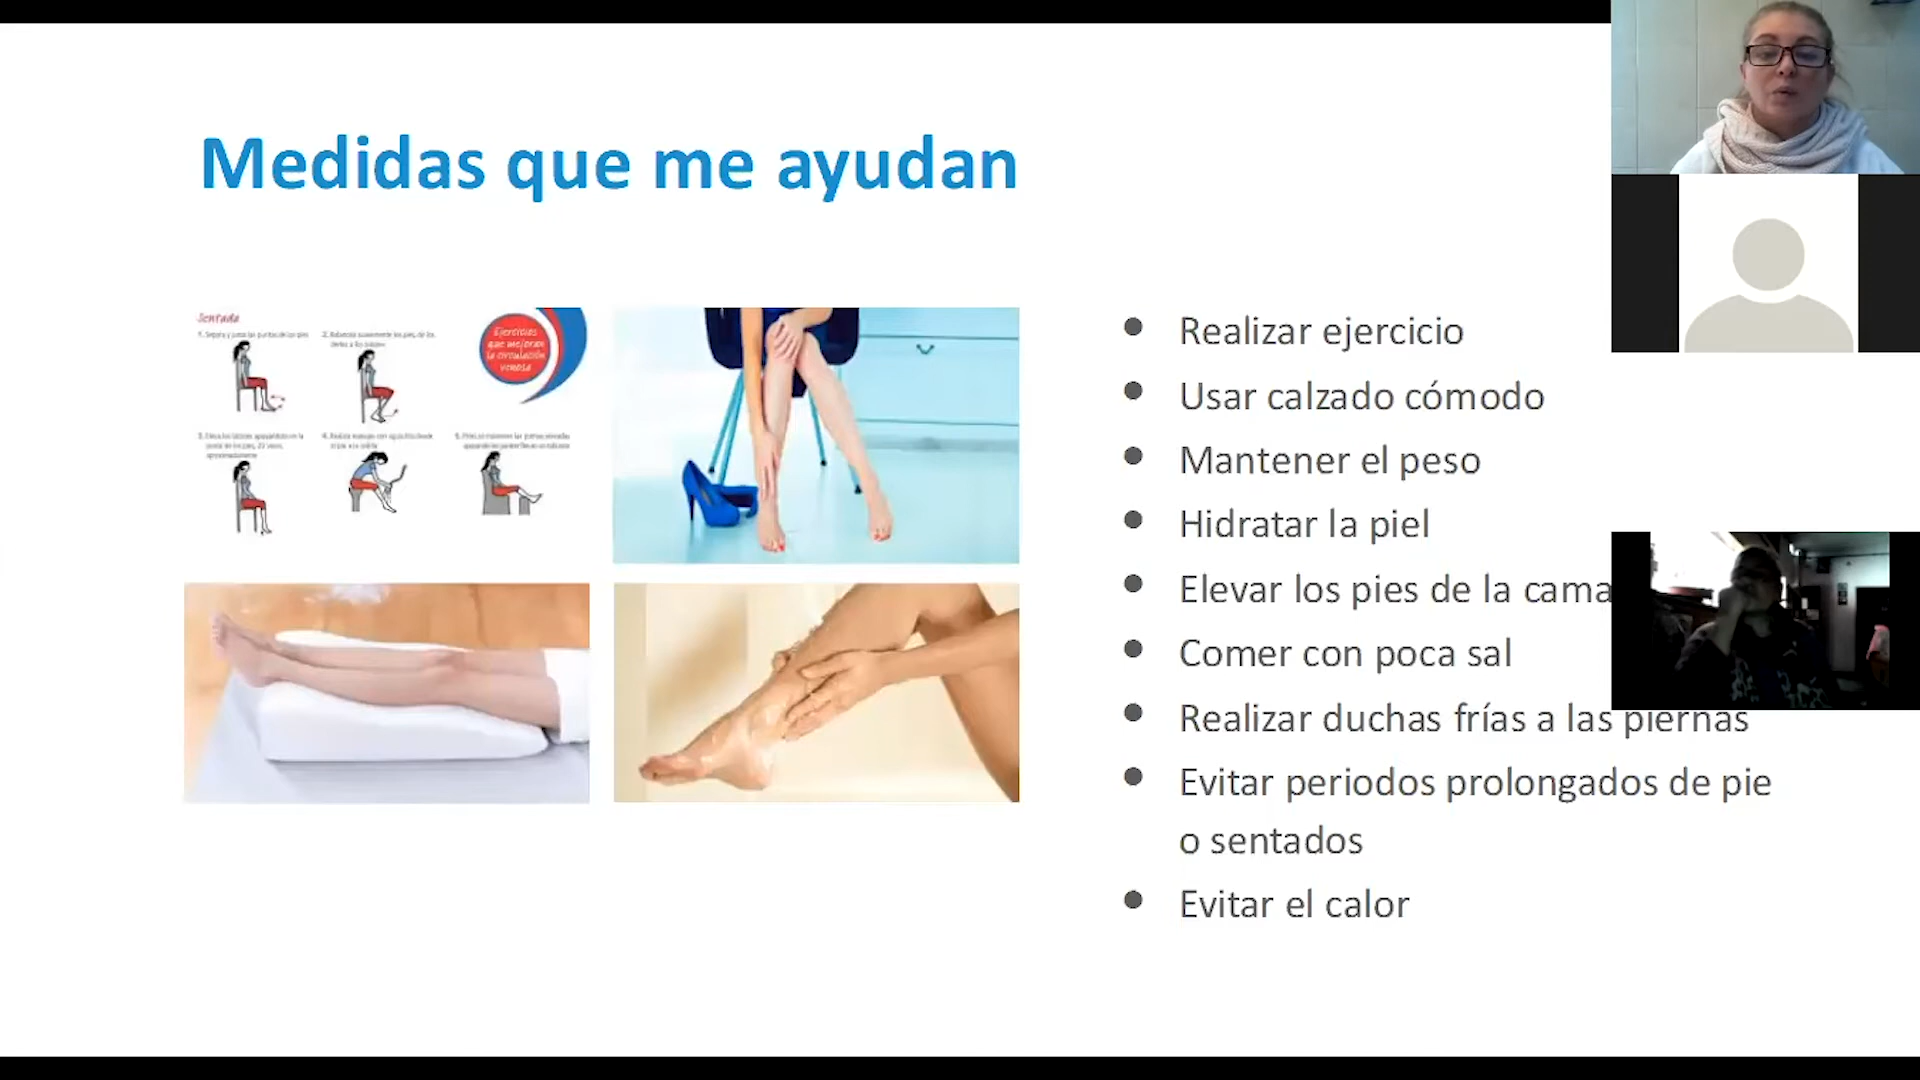 Medidas que me ayudan
Sentada
Ejercicios
que mejoran
la circulación
venosa
Realizar ejercicio
Usar calzado cómodo
Mantener el peso
Hidratar la piel
Elevar los pies de la cama
Comer con poca sal
Realizar duchas frías a las piernas
Evitar periodos prolongados de pie
o sentados
Evitar el calor